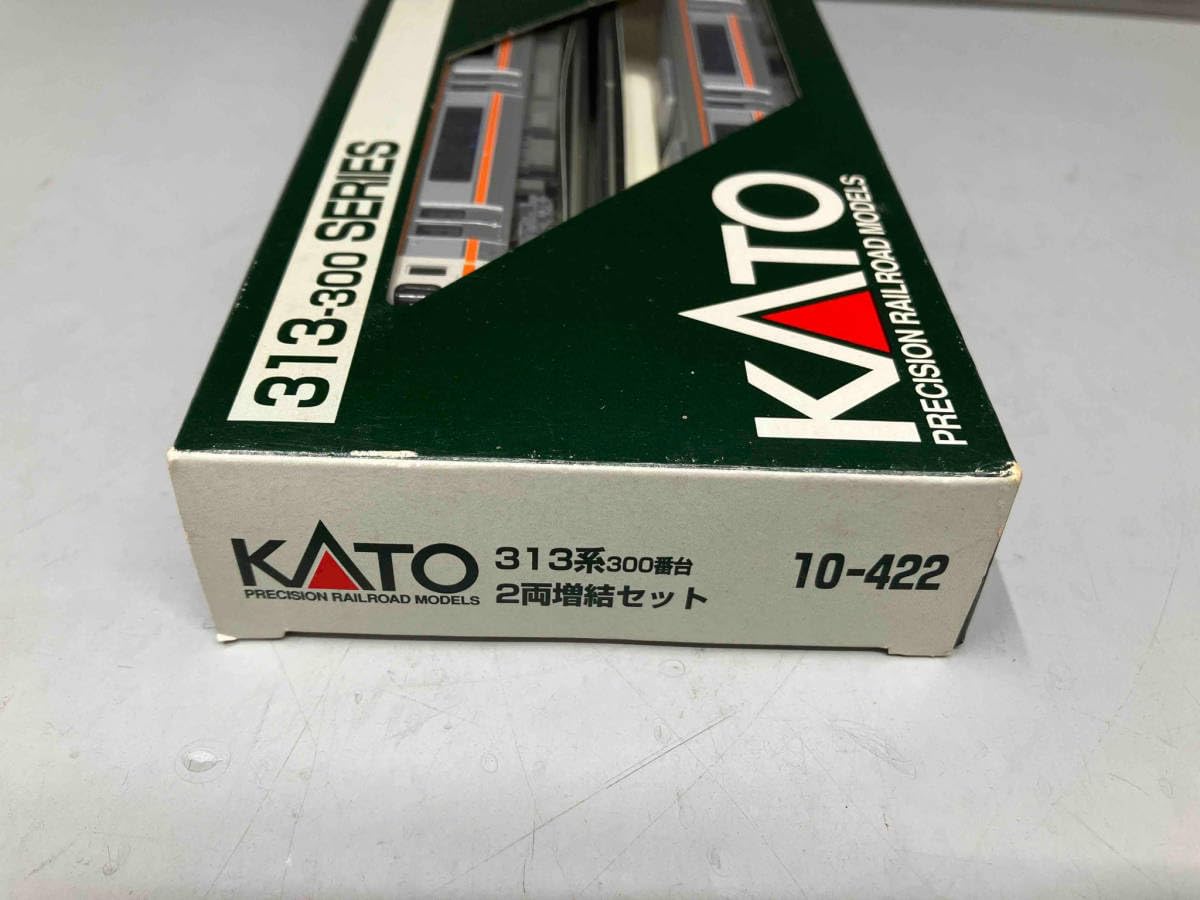 313-300 SERIES
KATO
PRECISION RAILROAD MODELS
KATO
PRECISION RAILROAD MODELS
313系300番台
2両増結セット
10-422